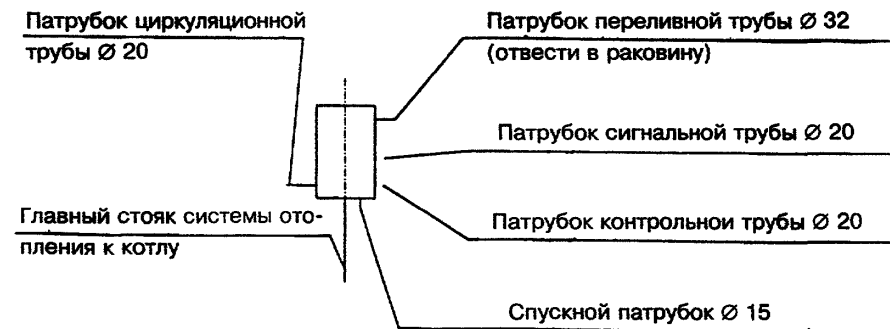 Патрубок циркуляционной
трубы Ø 20
Патрубок переливной трубы Ø 32
(отвести в раковину)
Патрубок сигнальной трубы Ø 20
Главный стояк системы ото-
пления к котлу
Патрубок контрольнои трубы Ø 20
Спускной патрубок Ø 15